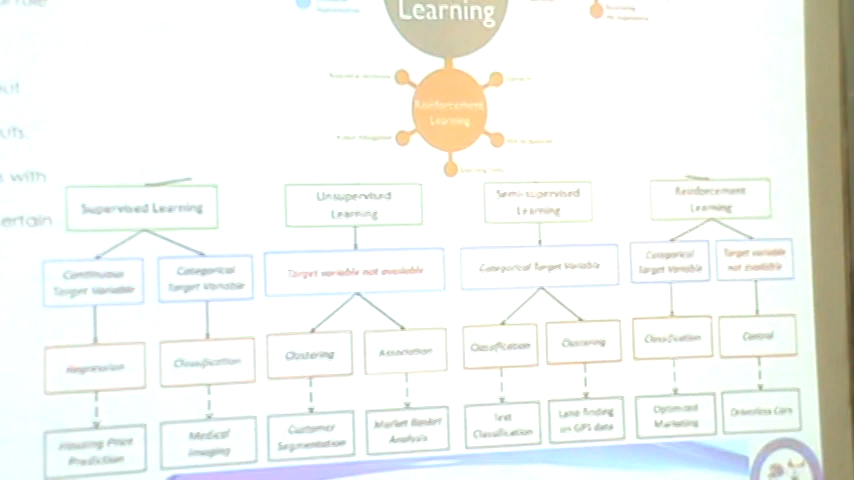 Learning
Reinforcement
Learning
with
ertain
Supervised Learning
Unsupervised
Learning
Semi-supervised
Learning
Reinforcement
Learning
Continuous
Target Variable
Categorical
Target Variable
Target variable not available
Categorical Target Variable
Categorical
Target Variable
Target variable
not available
Regression
Classification
Clustering
Association
Classification
Clustering
Classification
Control
Housing Price
Prediction
Medical
Imaging
Customer
Segmentation
Market Basket
Analysis
Text
Classification
Lane finding
on GPS data
Optimized
Marketing
Driverless Cars